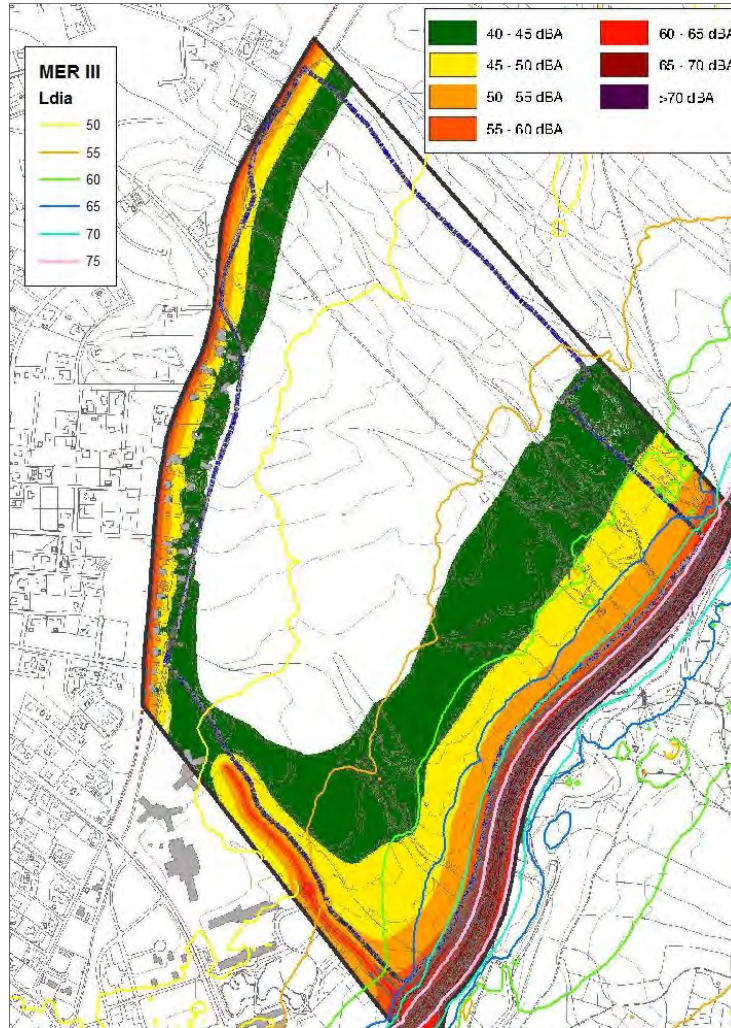 MER III
Ldia
50
55
60
65
70
75
40 - 45 dBA
45 - 50 dBA
50 - 55 dBA
55 - 60 dBA
60 - 65 dBA
65 - 70 dBA
>70 dBA